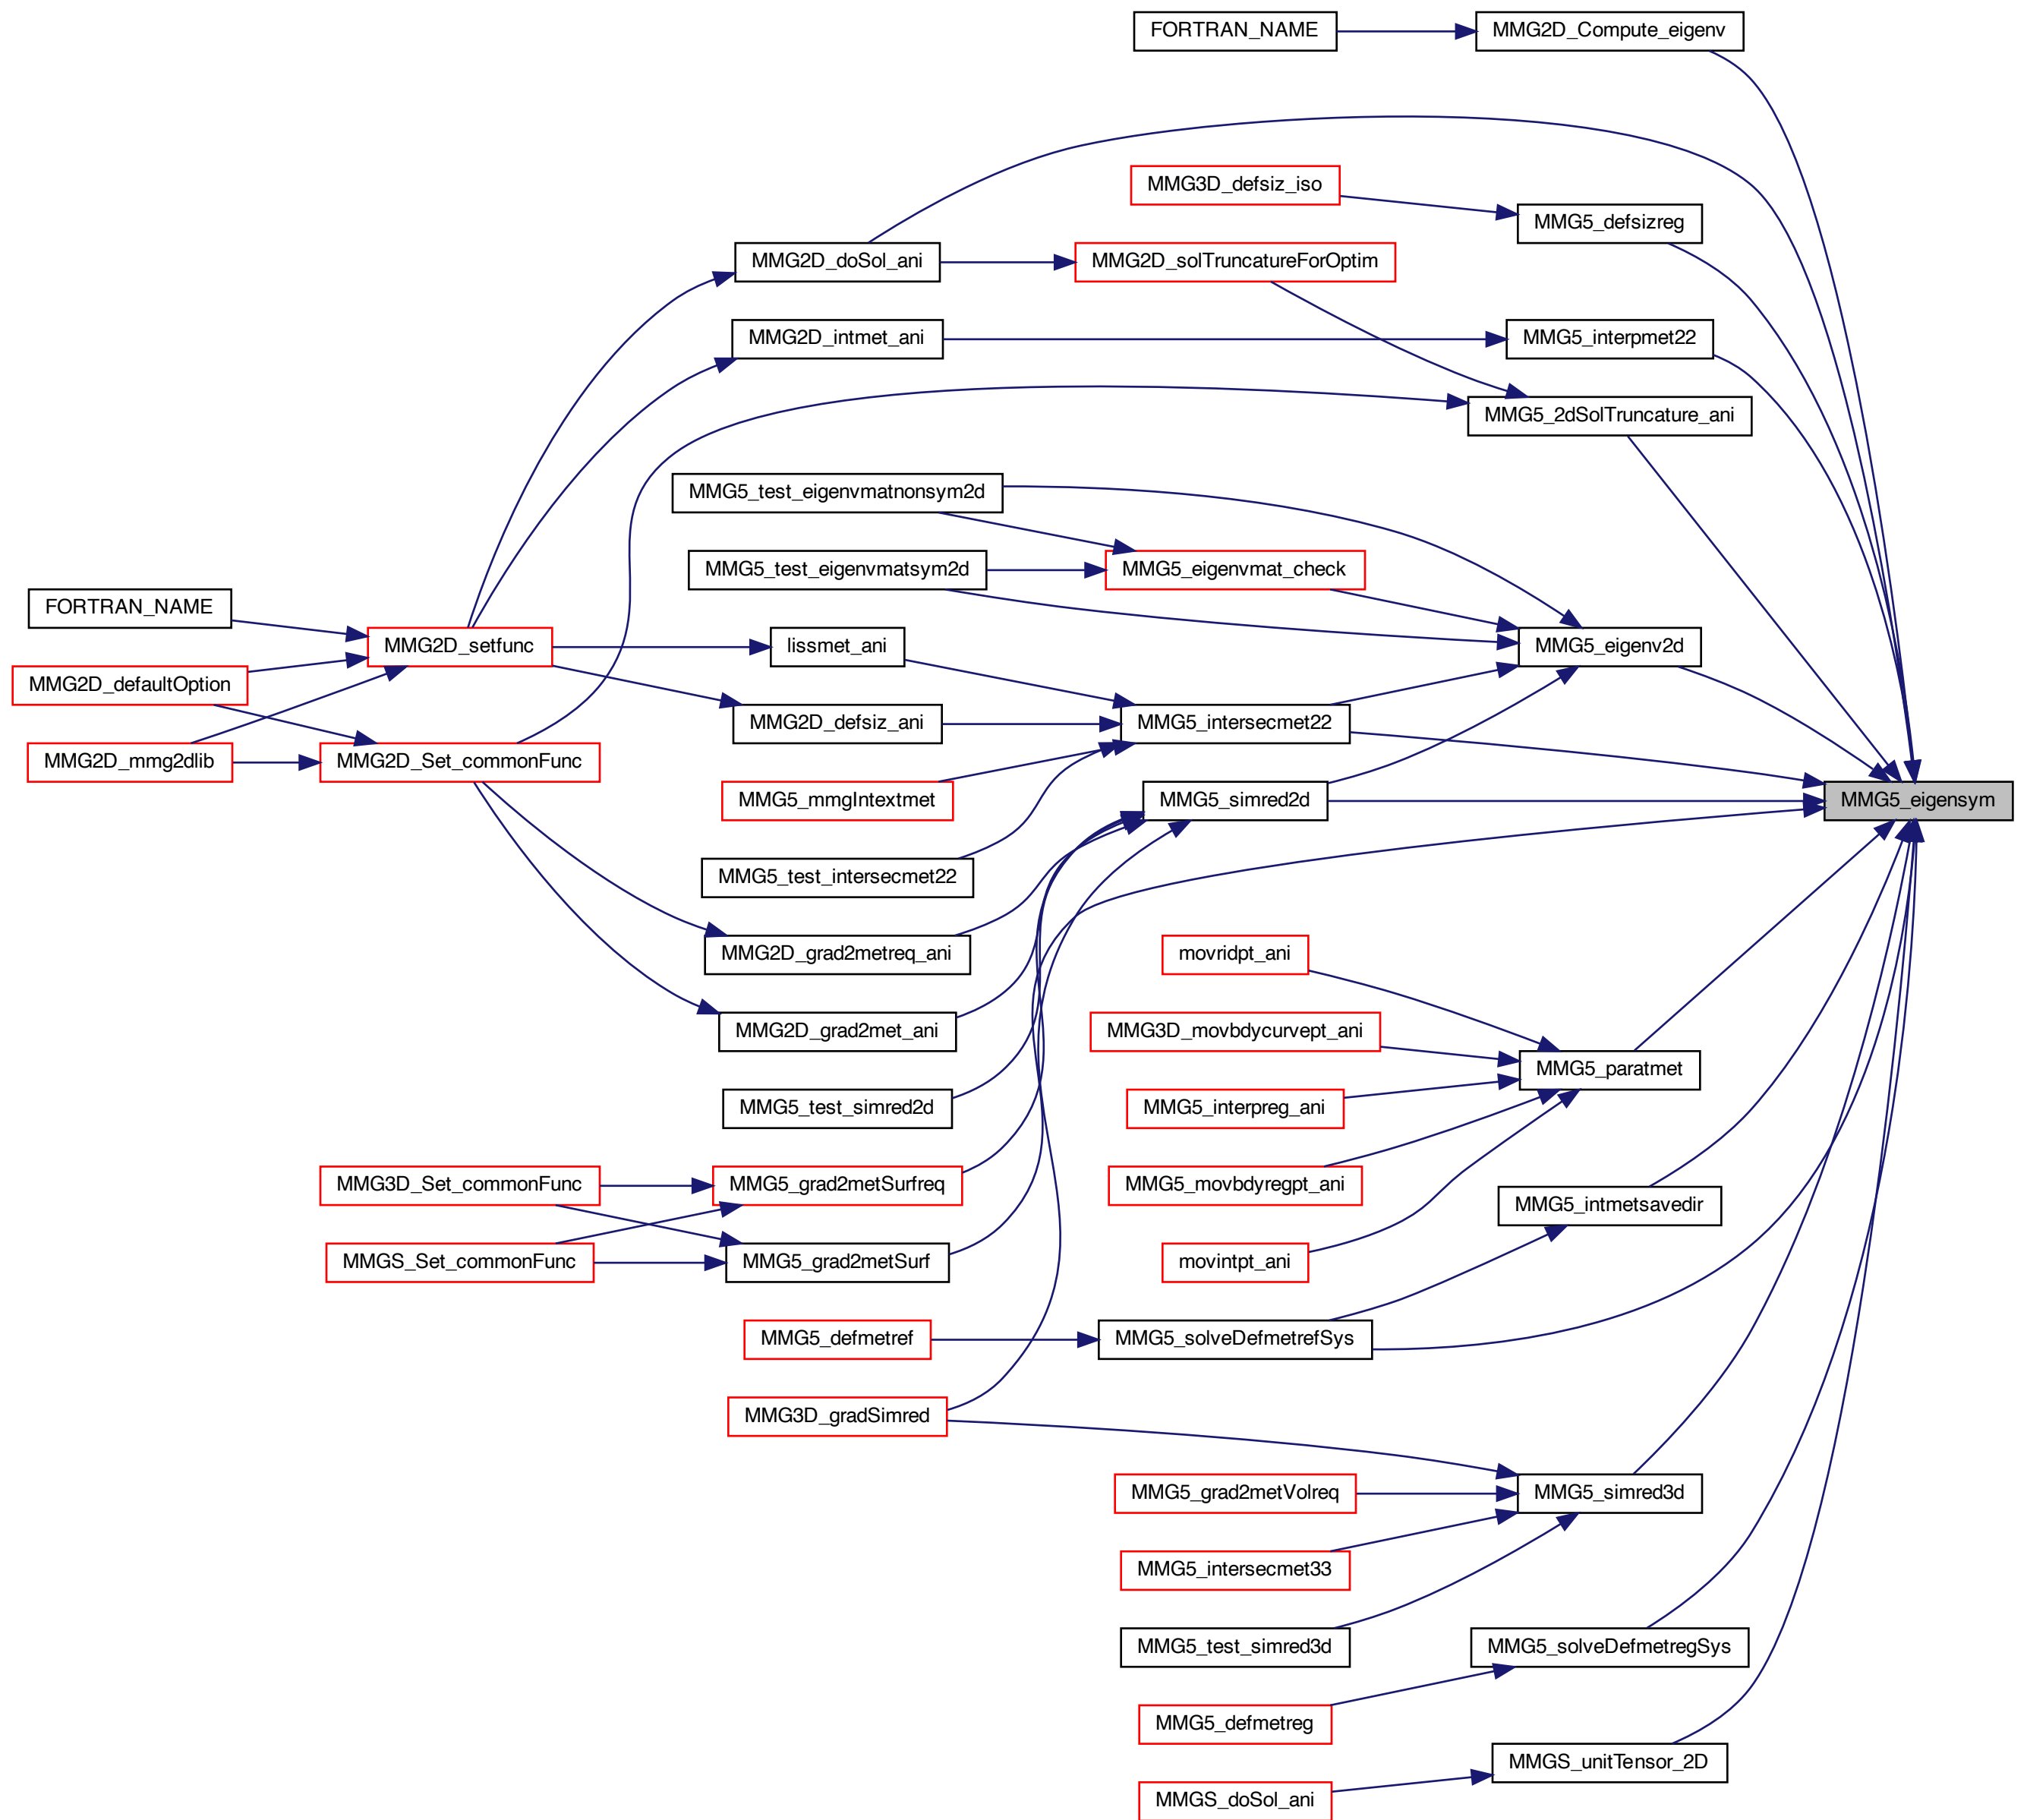 FORTRAN_NAME
MMG2D_Compute_eigenv
MMG3D_defsiz_iso
MMG5_defsizreg
MMG2D_doSol_ani
MMG2D_solTruncatureForOptim
MMG2D_intmet_ani
MMG5_interpmet22
MMG5_2dSolTruncature_ani
MMG5_test_eigenvmatnonsym2d
MMG5_test_eigenvmatsym2d
MMG5_eigenvmat_check
FORTRAN_NAME
MMG2D_setfunc
lissmet_ani
MMG5_eigenv2d
MMG2D_defaultOption
MMG2D_defsiz_ani
MMG5_intersecmet22
MMG2D_mmg2dlib
MMG2D_Set_commonFunc
MMG5_mmgIntextmet
MMG5_simred2d
MMG5_eigensym
MMG5_test_intersecmet22
MMG2D_grad2metreq_ani
movridpt_ani
MMG2D_grad2met_ani
MMG3D_movbdycurvept_ani
MMG5_paratmet
MMG5_test_simred2d
MMG5_interpreg_ani
MMG3D_Set_commonFunc
MMG5_grad2metSurfreq
MMG5_movbdyregpt_ani
MMG5_intmetsavedir
MMGS_Set_commonFunc
MMG5_grad2metSurf
movintpt_ani
MMG5_defmetref
MMG5_solveDefmetrefSys
MMG3D_gradSimred
MMG5_grad2metVolreq
MMG5_simred3d
MMG5_intersecmet33
MMG5_test_simred3d
MMG5_solveDefmetregSys
MMG5_defmetreg
MMGS_unitTensor_2D
MMGS_doSol_ani